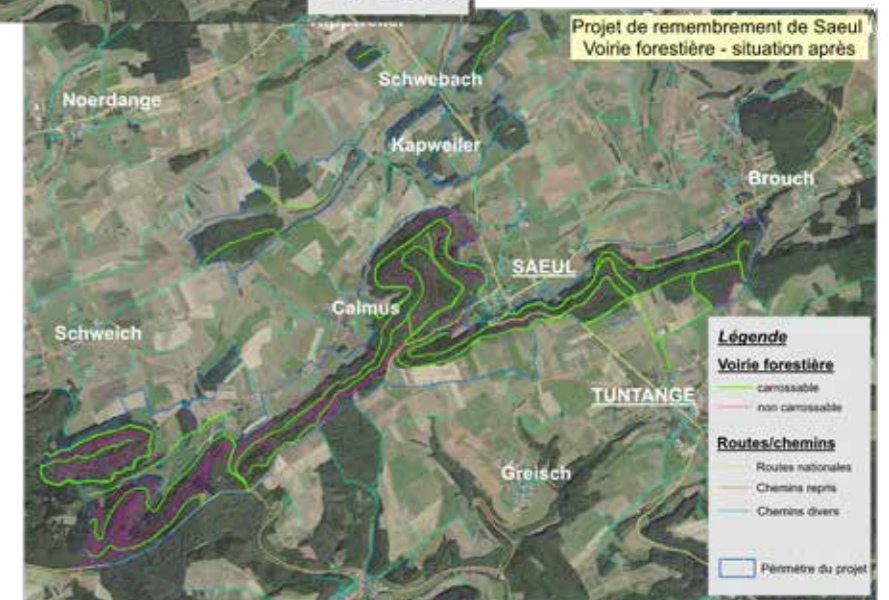 Projet de remembrement de Saeul
Voirie forestière - situation après
Schwebach
Noerdange
Kapweiler
Brouch
SAEUL
Calmus
Schweich
TUNTANGE
Greisch
Légende
Voirie forestière
carrossable
non carrossable
Routes/chemins
Routes nationales
Chemins repris
Chemins divers
Périmètre du projet